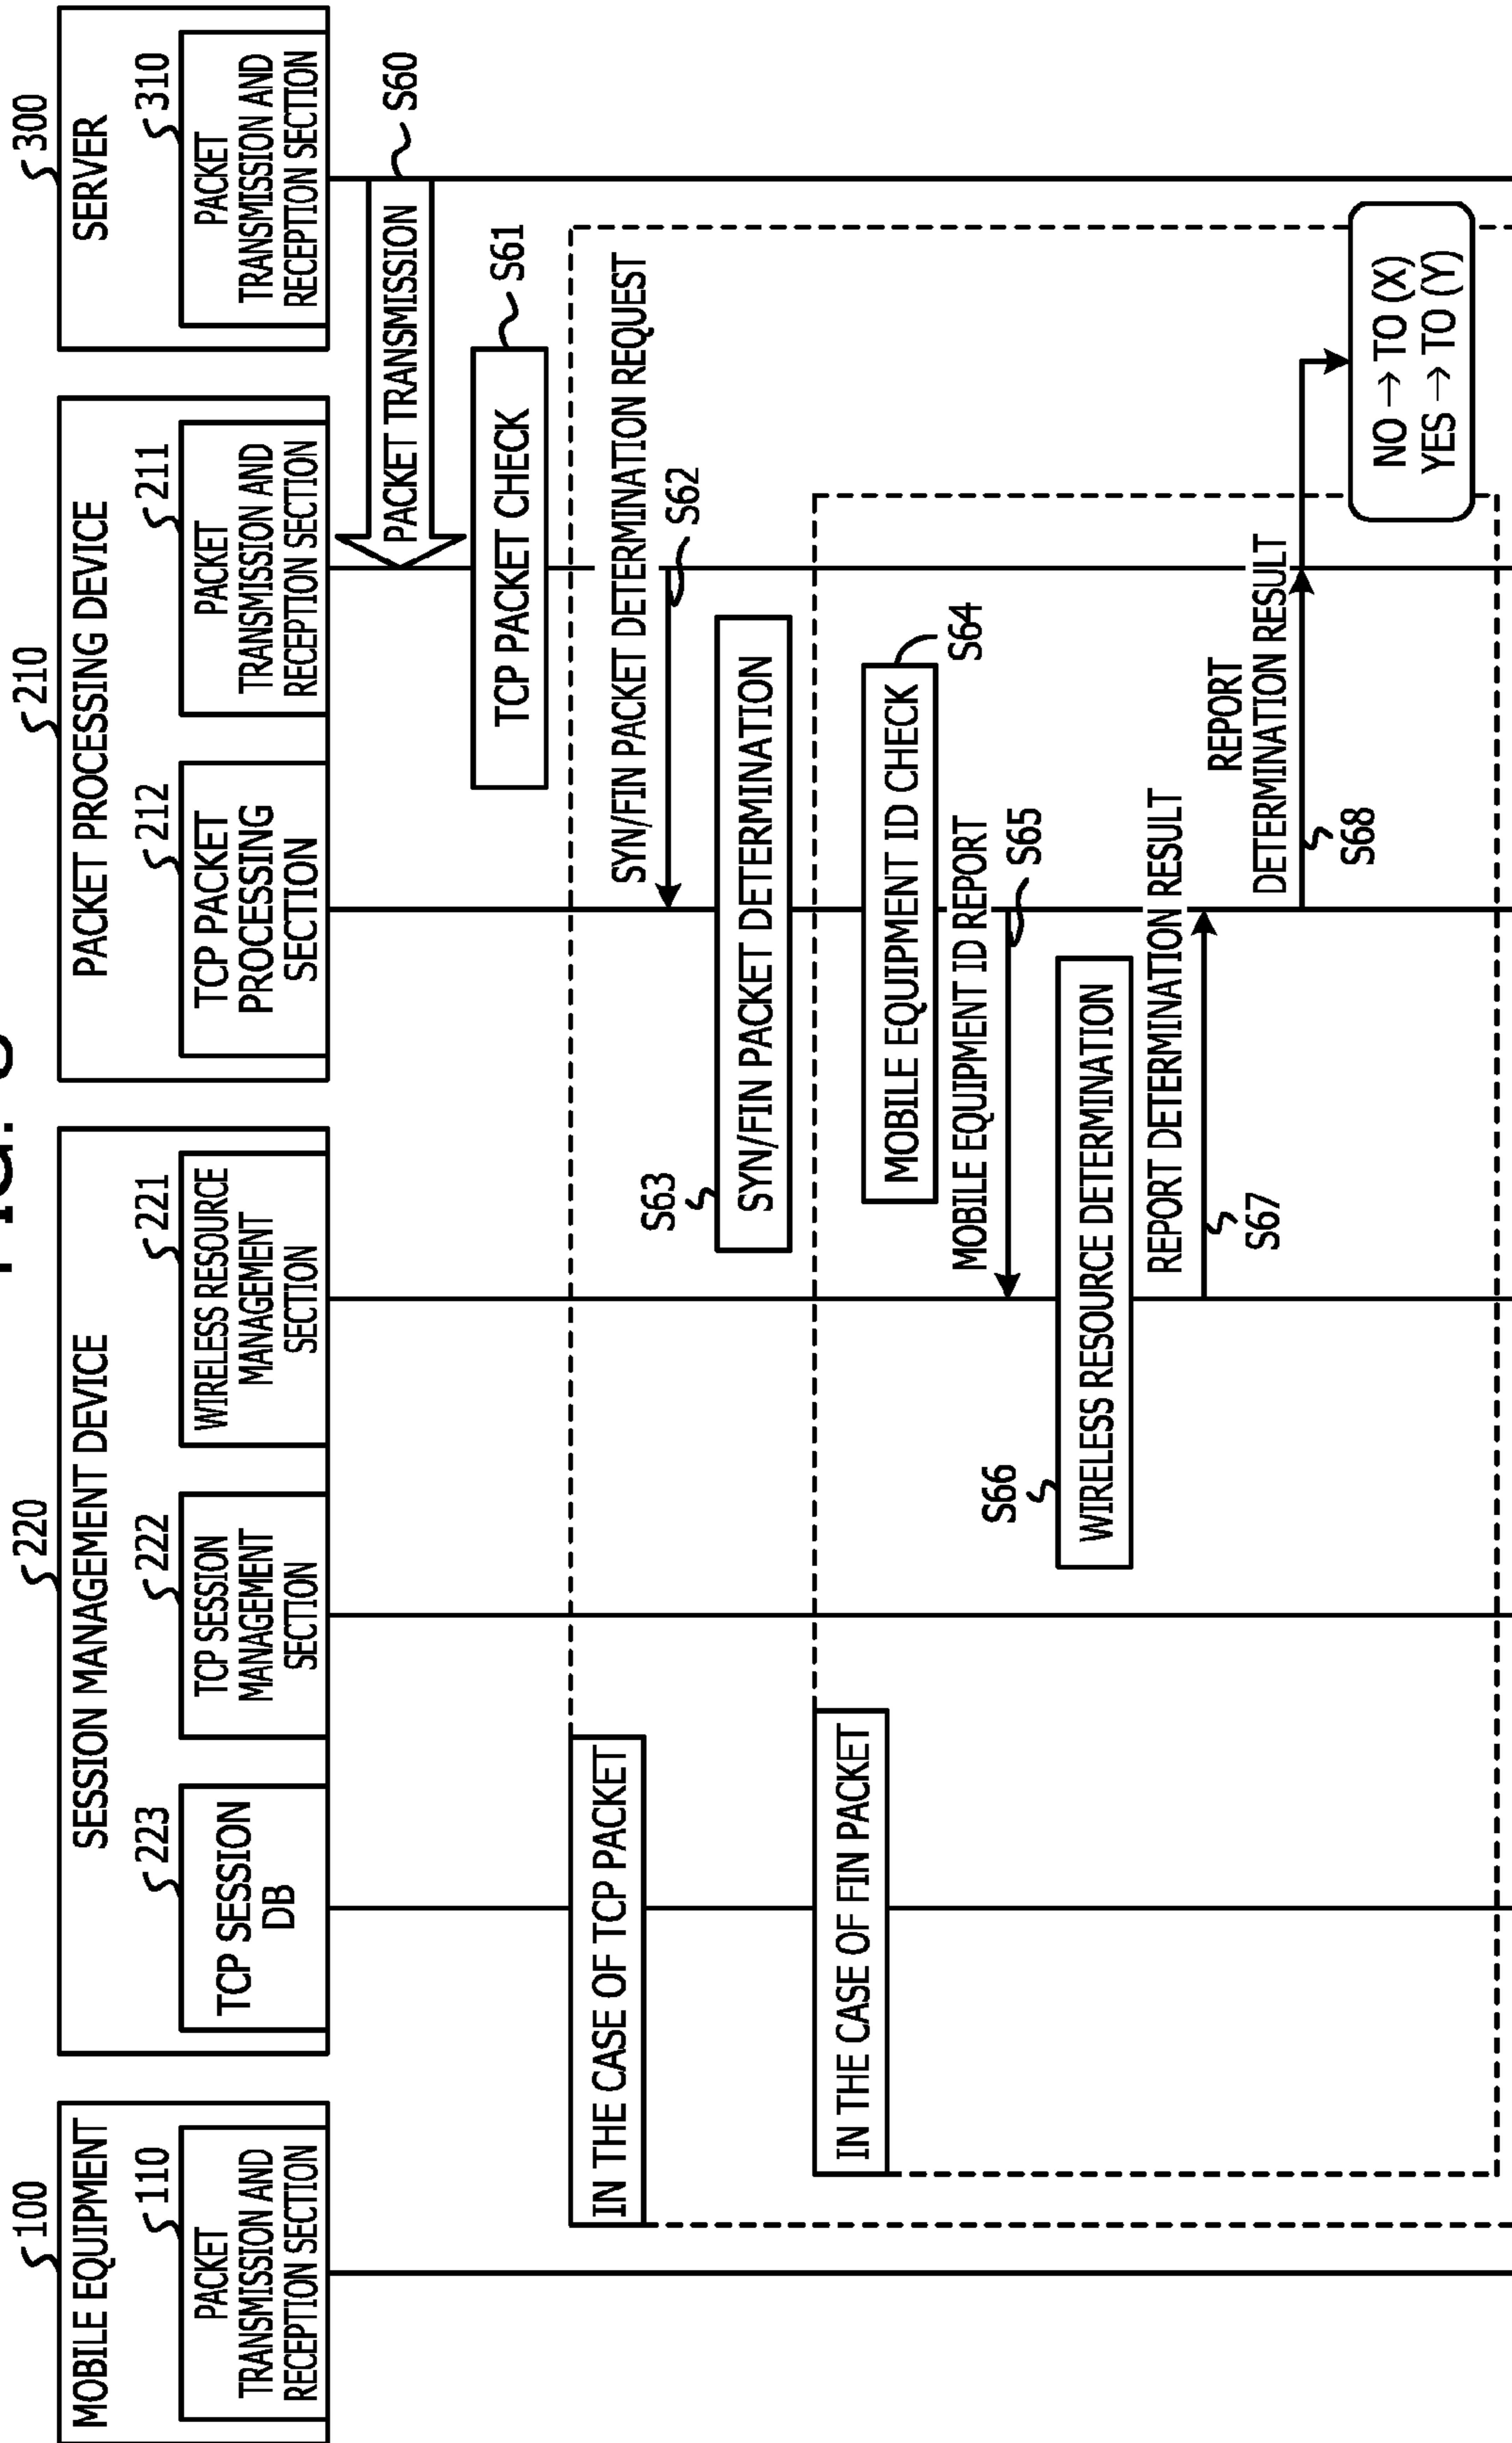 100
MOBILE EQUIPMENT
110
PACKET
TRANSMISSION AND
RECEPTION SECTION
220
SESSION MANAGEMENT DEVICE
223
TCP SESSION
DB
222
TCP SESSION
MANAGEMENT
SECTION
221
WIRELESS RESOURCE
MANAGEMENT
SECTION
210
PACKET PROCESSING DEVICE
212
TCP PACKET
PROCESSING
SECTION
211
PACKET
TRANSMISSION AND
RECEPTION SECTION
300
SERVER
310
PACKET
TRANSMISSION AND
RECEPTION SECTION
PACKET TRANSMISSION
S60
TCP PACKET CHECK
S61
IN THE CASE OF TCP PACKET
SYN/FIN PACKET DETERMINATION REQUEST
S62
S63
SYN/FIN PACKET DETERMINATION
IN THE CASE OF FIN PACKET
MOBILE EQUIPMENT ID CHECK
S64
MOBILE EQUIPMENT ID REPORT
S65
S66
WIRELESS RESOURCE DETERMINATION
REPORT DETERMINATION RESULT
S67
REPORT
DETERMINATION RESULT
S68
NO → TO (X)
YES → TO (Y)